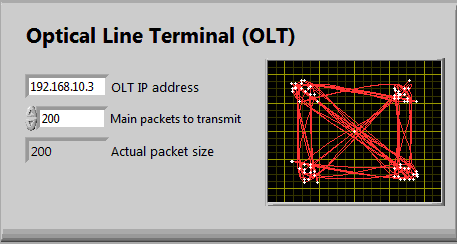 Optical Line Terminal (OLT)
192.168.10.3 OLT IP address
200 Main packets to transmit
200 Actual packet size